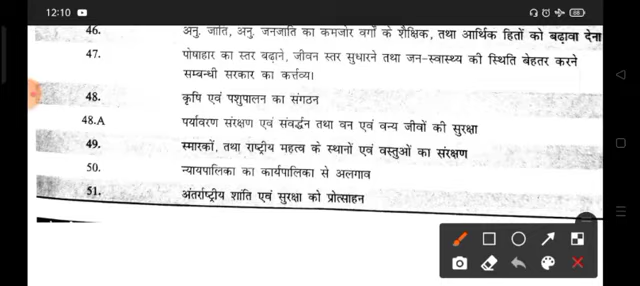 12:10
46. अनु. जाति, अनु. जनजाति का कमजोर वर्गों के शैक्षिक, तथा आर्थिक हितों को बढ़ावा देना
47. पोषाहार का स्तर बढ़ाने, जीवन स्तर सुधारने तथा जन-स्वास्थ्य की स्थिति बेहतर करने
सम्बन्धी सरकार का कर्त्तव्य।
48. कृषि एवं पशुपालन का संगठन
48.A पर्यावरण संरक्षण एवं संवर्द्धन तथा वन एवं वन्य जीवों की सुरक्षा
49. स्मारकों, तथा राष्ट्रीय महत्व के स्थानों एवं वस्तुओं का संरक्षण
50. न्यायपालिका का कार्यपालिका से अलगाव
51. अंतर्राष्ट्रीय शांति एवं सुरक्षा को प्रोत्साहन